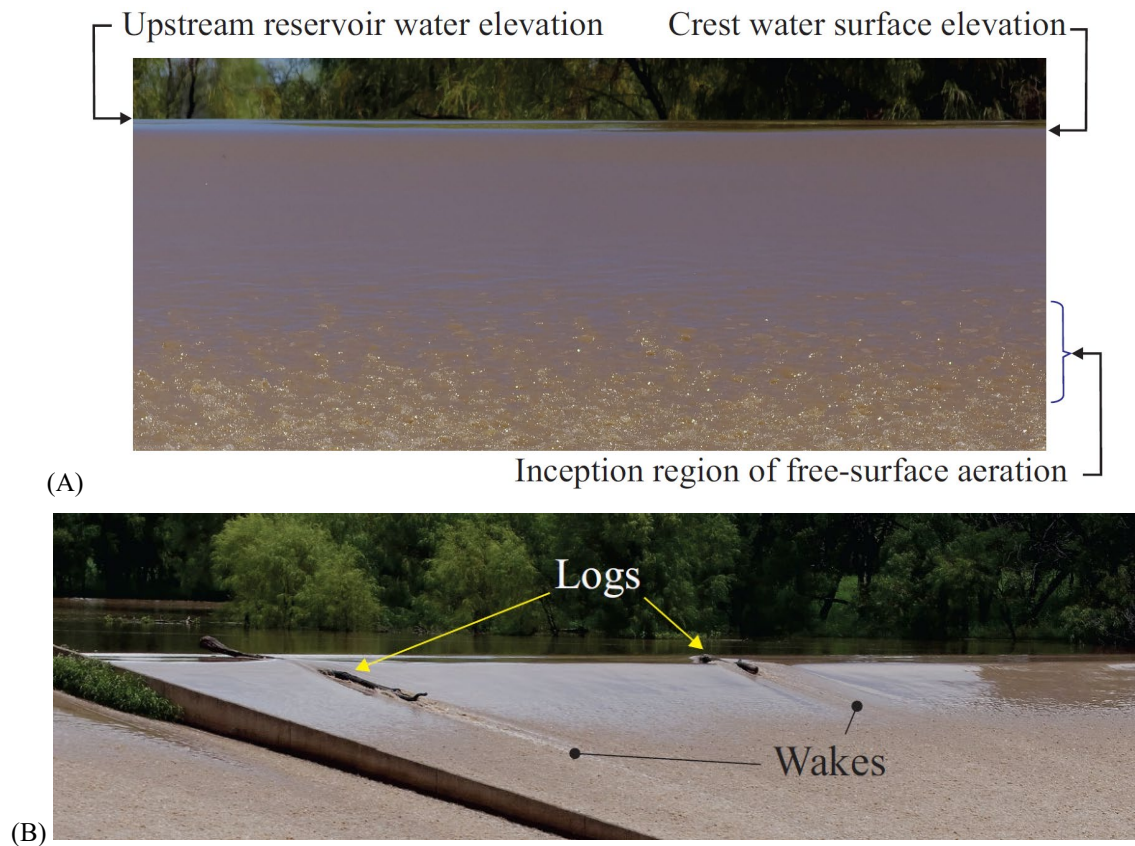 Upstream reservoir water elevation
Crest water surface elevation
Inception region of free-surface aeration
(A)
Logs
Wakes
(B)